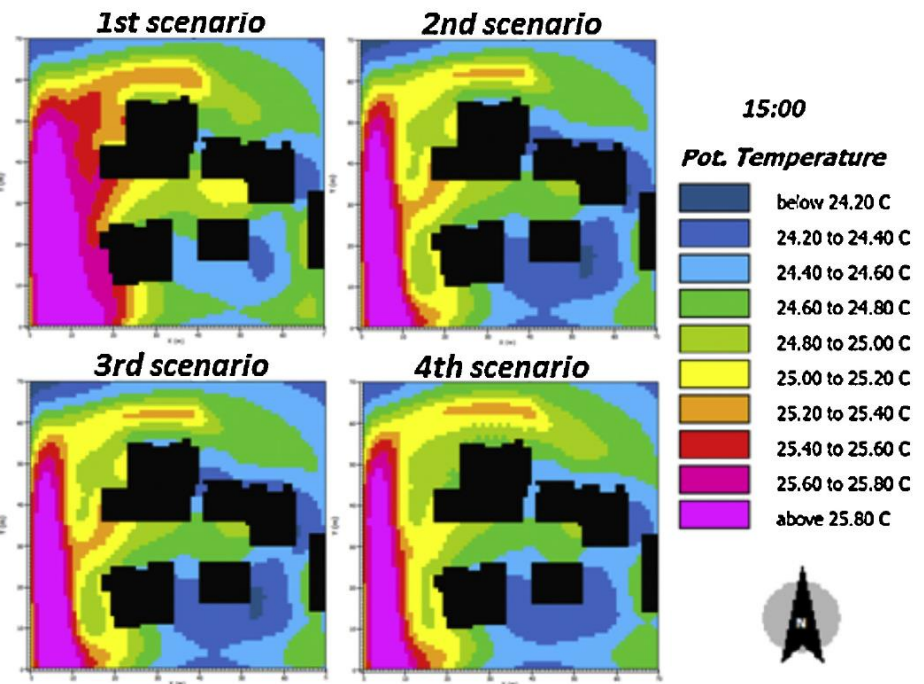 1st scenario
2nd scenario
3rd scenario
4th scenario
15:00
Pot. Temperature
below 24.20 C
24.20 to 24.40 C
24.40 to 24.60 C
24.60 to 24.80 C
24.80 to 25.00 C
25.00 to 25.20 C
25.20 to 25.40 C
25.40 to 25.60 C
25.60 to 25.80 C
above 25.80 C
N